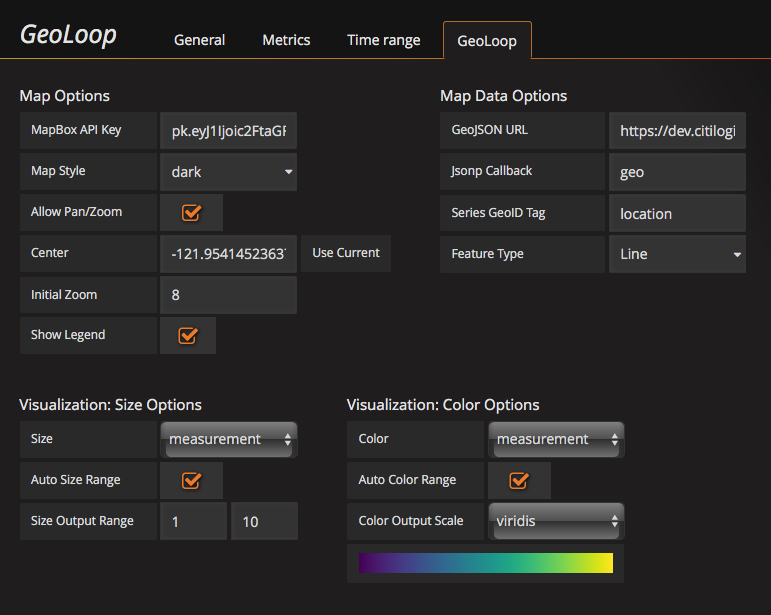 GeoLoop
General Metrics Time range GeoLoop
Map Options
MapBox API Key pk.eyJ1Ijoic2FtaGF
Map Style dark
Allow Pan/Zoom
Center -121.95414523637 Use Current
Initial Zoom 8
Show Legend
Map Data Options
GeoJSON URL https://dev.citilogi
Jsonp Callback geo
Series GeoID Tag location
Feature Type Line
Visualization: Size Options
Size measurement
Auto Size Range
Size Output Range 1 10
Visualization: Color Options
Color measurement
Auto Color Range
Color Output Scale viridis